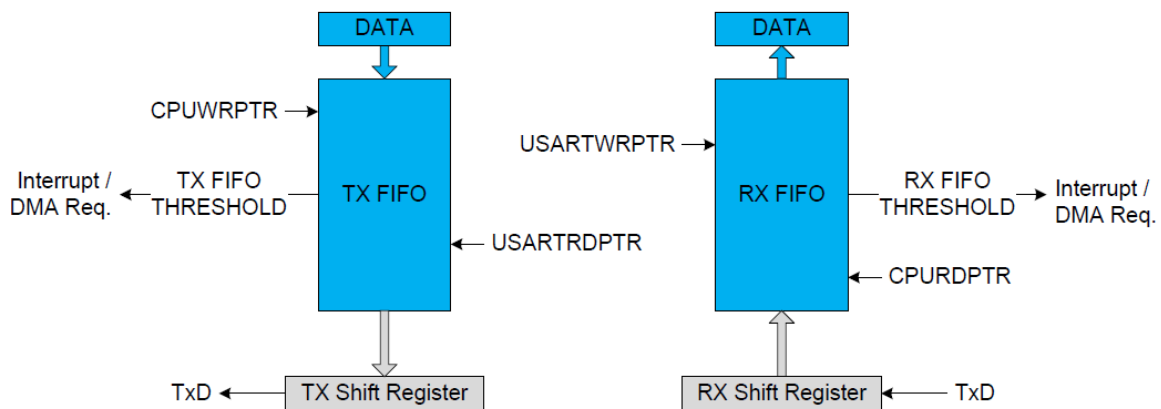 DATA
CPUWRPTR
Interrupt /
DMA Req.
TX FIFO
THRESHOLD
TX FIFO
USARTRDPTR
TxD
TX Shift Register
DATA
USARTWRPTR
RX FIFO
RX FIFO
THRESHOLD
Interrupt /
DMA Req.
CPURDPTR
RX Shift Register
TxD